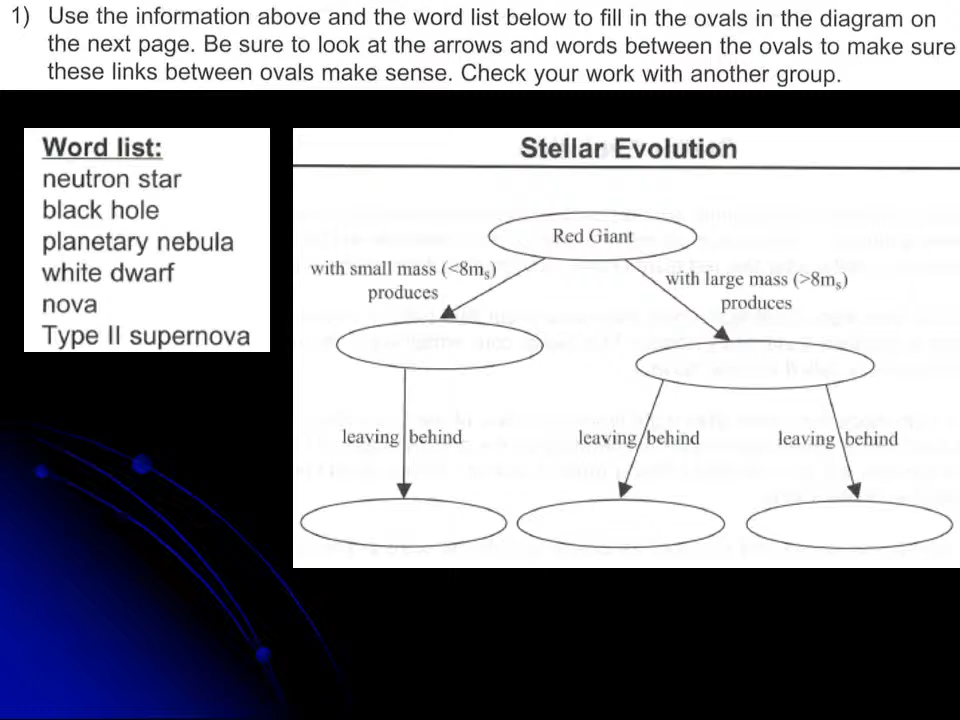 1) Use the information above and the word list below to fill in the ovals in the diagram on
the next page. Be sure to look at the arrows and words between the ovals to make sure
these links between ovals make sense. Check your work with another group.
Word list:
neutron star
black hole
planetary nebula
white dwarf
nova
Type II supernova
Stellar Evolution
Red Giant
with small mass (<8mₛ)
produces
with large mass (>8mₛ)
produces
leaving behind
leaving behind
leaving behind